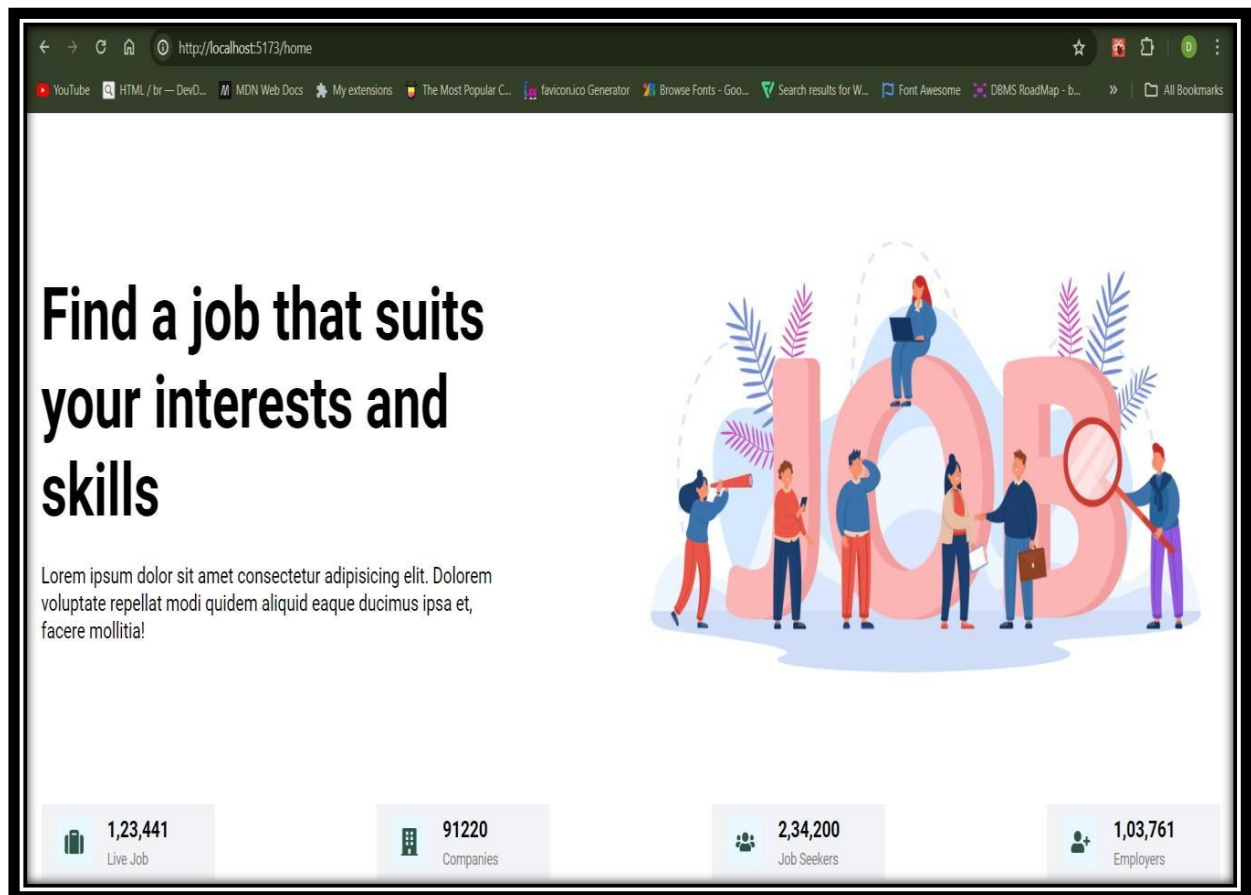 http://localhost:5173/home
D
YouTube HTML / br — DevD... MDN Web Docs My extensions The Most Popular C... favicon.ico Generator Browse Fonts - Goo... Search results for W... Font Awesome DBMS RoadMap - b... » All Bookmarks
Find a job that suits
your interests and
skills
JOB
Lorem ipsum dolor sit amet consectetur adipisicing elit. Dolorem
voluptate repellat modi quidem aliquid eaque ducimus ipsa et,
facere mollitia!
1,23,441 91220 2,34,200 1,03,761
Live Job Companies Job Seekers Employers